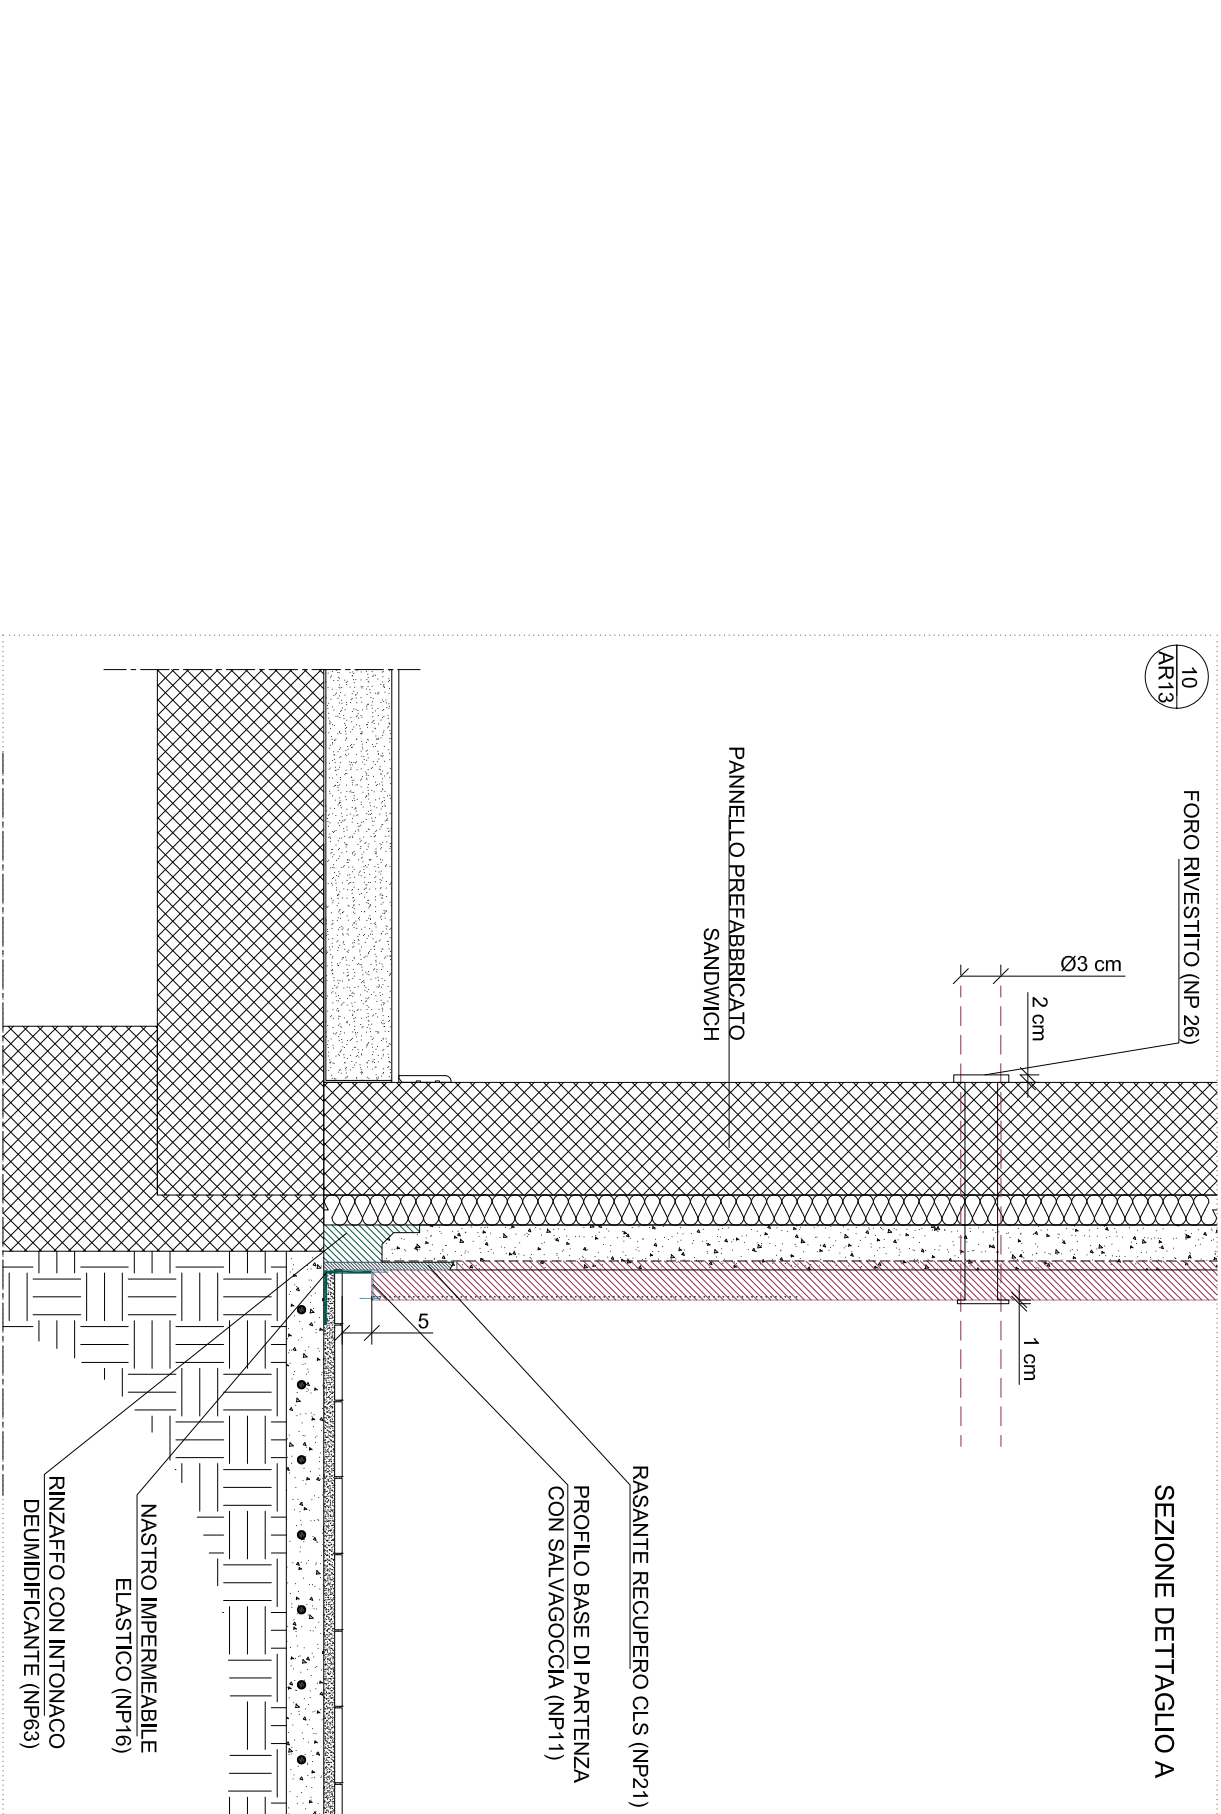 10
AR13
FORO RIVESTITO (NP 26)
SEZIONE DETTAGLIO A
Ø3 cm
2 cm
1 cm
PANNELLO PREFABBRICATO
SANDWICH
5
RASANTE RECUPERO CLS (NP21)
PROFILO BASE DI PARTENZA
CON SALVAGOCCIA (NP11)
NASTRO IMPERMEABILE
ELASTICO (NP16)
RINZAFFO CON INTONACO
DEUMIDIFICANTE (NP63)